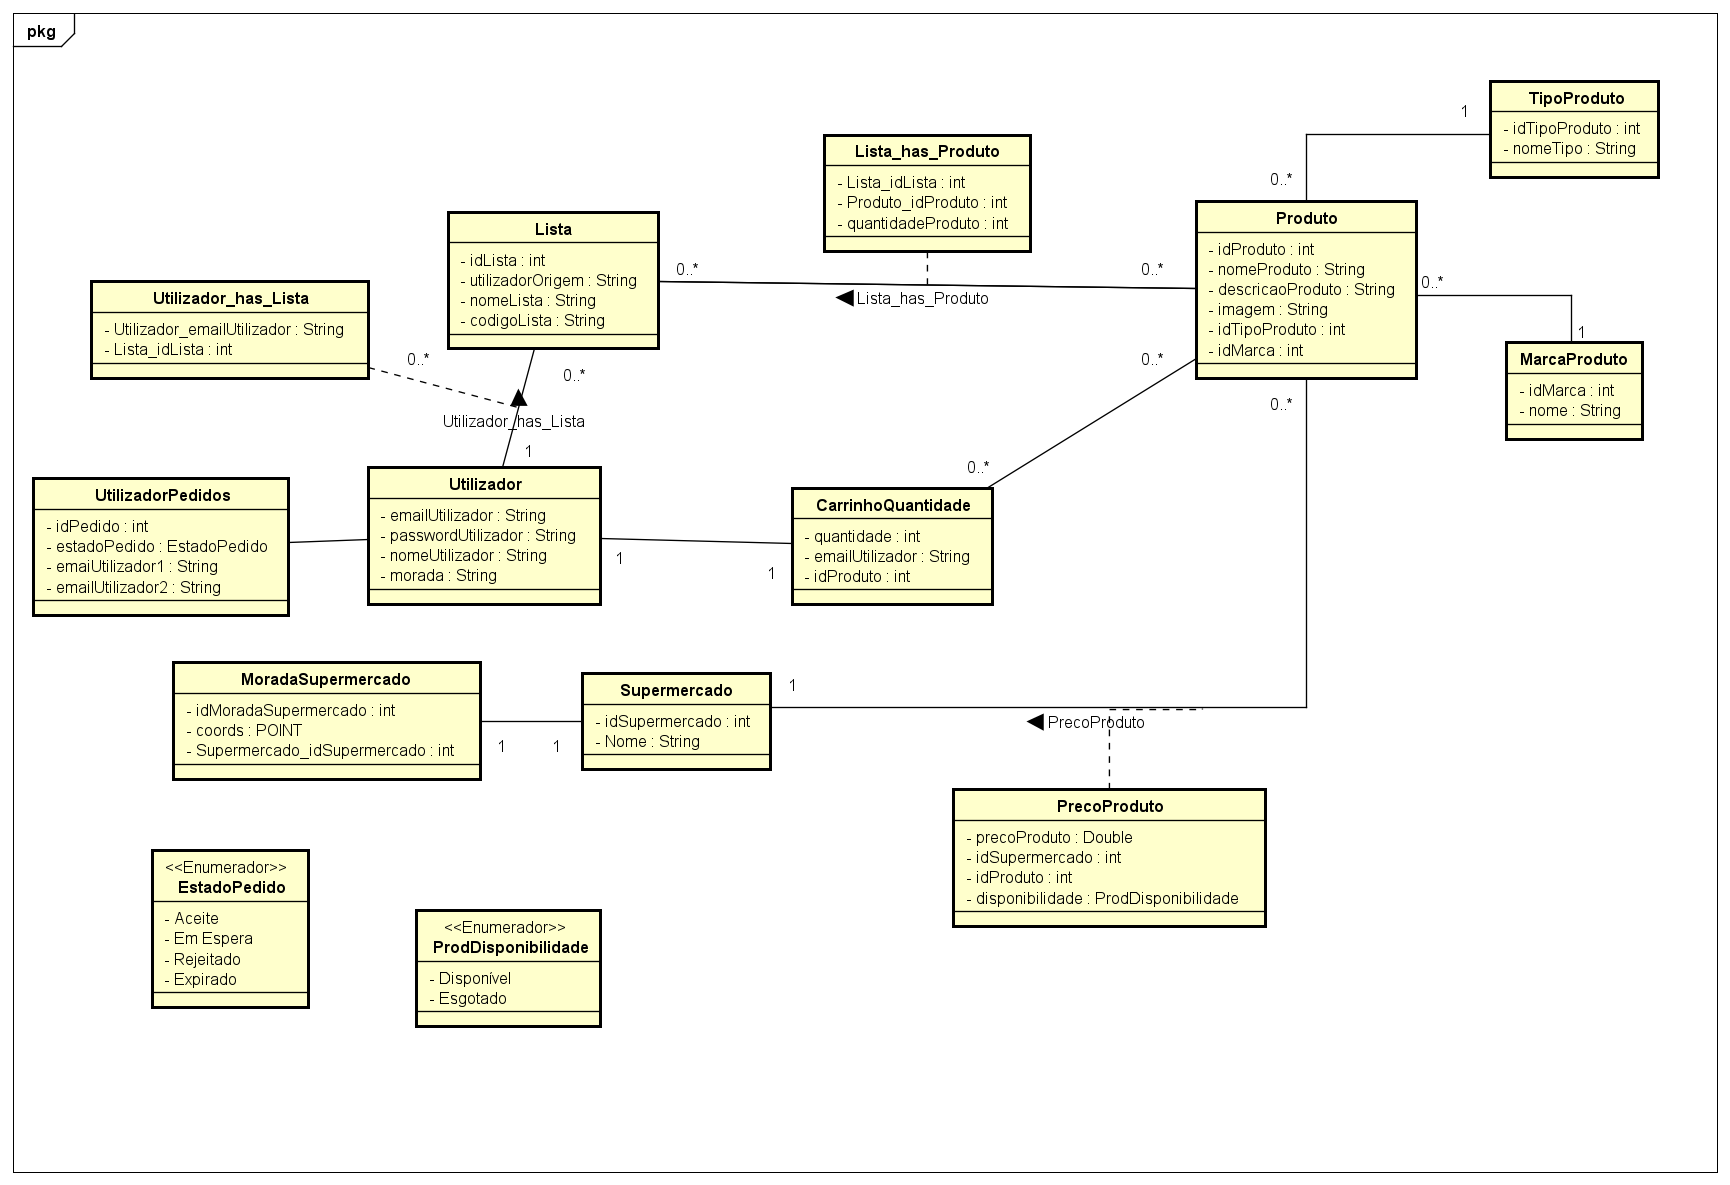 pkg
TipoProduto
- idTipoProduto : int
- nomeTipo : String
1
0..*
Lista_has_Produto
- Lista_idLista : int
- Produto_idProduto : int
- quantidadeProduto : int
Produto
- idProduto : int
- nomeProduto : String
- descricaoProduto : String
- imagem : String
- idTipoProduto : int
- idMarca : int
Lista
- idLista : int
- utilizadorOrigem : String
- nomeLista : String
- codigoLista : String
0..*
0..*
Lista_has_Produto
0..*
1
MarcaProduto
- idMarca : int
- nome : String
Utilizador_has_Lista
- Utilizador_emailUtilizador : String
- Lista_idLista : int
0..*
0..*
Utilizador_has_Lista
1
0..*
0..*
0..*
UtilizadorPedidos
- idPedido : int
- estadoPedido : EstadoPedido
- emaiUtilizador1 : String
- emailUtilizador2 : String
Utilizador
- emailUtilizador : String
- passwordUtilizador : String
- nomeUtilizador : String
- morada : String
1
1
CarrinhoQuantidade
- quantidade : int
- emailUtilizador : String
- idProduto : int
MoradaSupermercado
- idMoradaSupermercado : int
- coords : POINT
- Supermercado_idSupermercado : int
1
1
Supermercado
- idSupermercado : int
- Nome : String
1
PrecoProduto
PrecoProduto
- precoProduto : Double
- idSupermercado : int
- idProduto : int
- disponibilidade : ProdDisponibilidade
<<Enumerador>>
EstadoPedido
- Aceite
- Em Espera
- Rejeitado
- Expirado
<<Enumerador>>
ProdDisponibilidade
- Disponível
- Esgotado